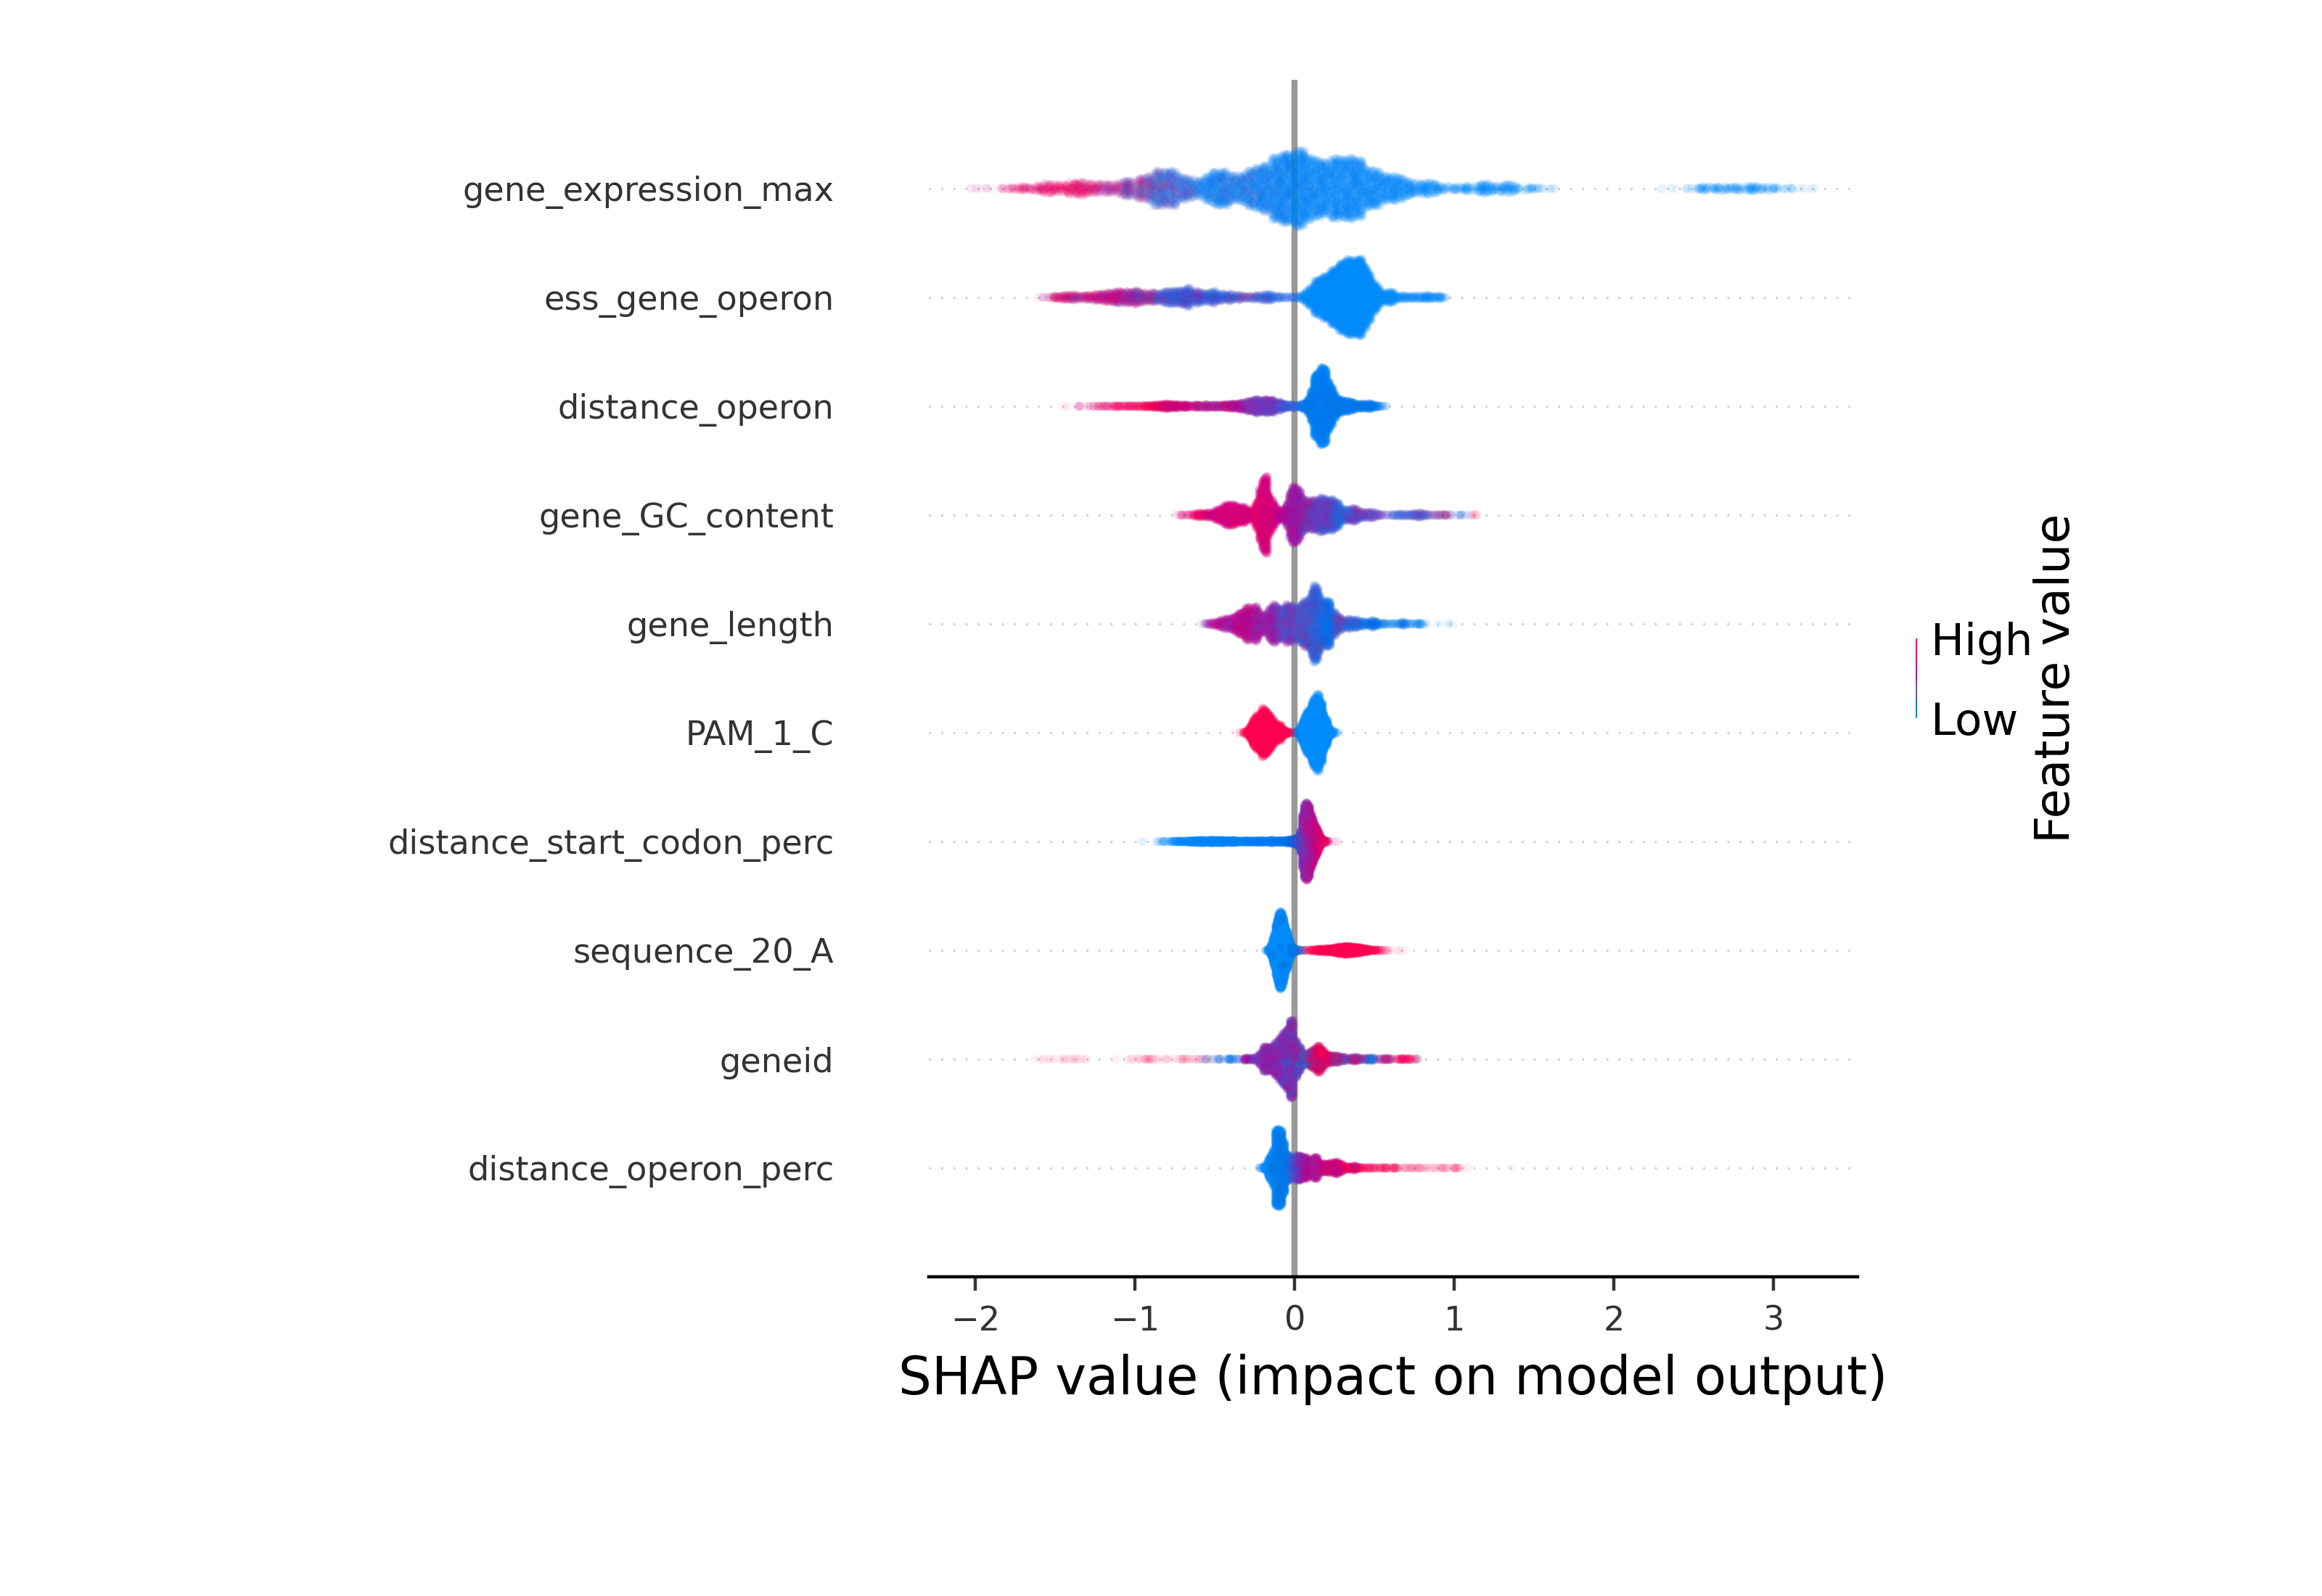 gene_expression_max
ess_gene_operon
distance_operon
gene_GC_content
gene_length
PAM_1_C
distance_start_codon_perc
sequence_20_A
geneid
distance_operon_perc
−2 −1 0 1 2 3
SHAP value (impact on model output)
High
Low
Feature value